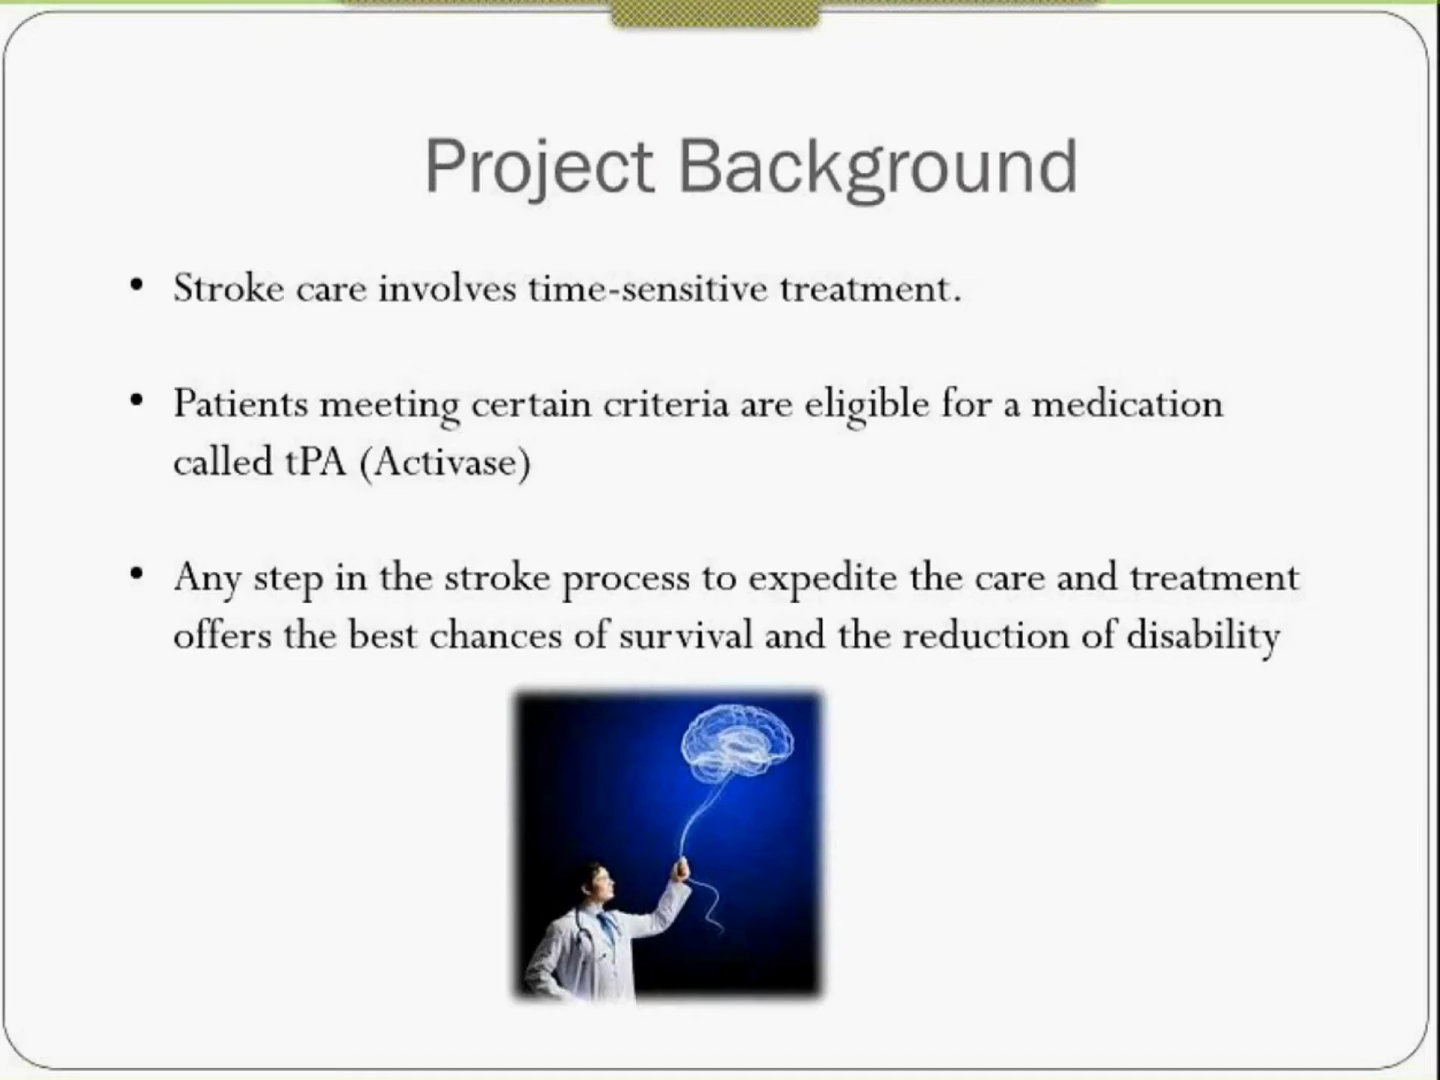 Project Background
• Stroke care involves time-sensitive treatment.
• Patients meeting certain criteria are eligible for a medication
called tPA (Activase)
• Any step in the stroke process to expedite the care and treatment
offers the best chances of survival and the reduction of disability